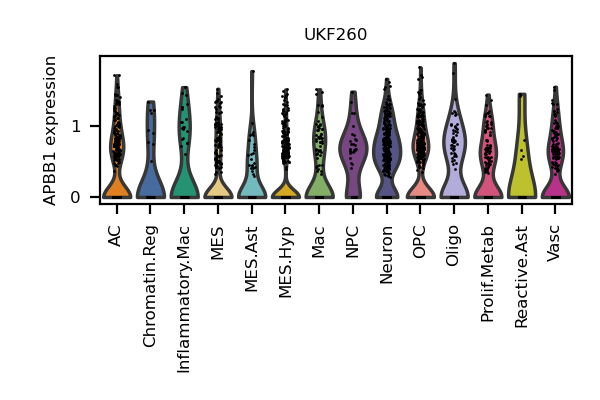 UKF260
APBB1 expression
1
0
AC
Chromatin.Reg
Inflammatory.Mac
MES
MES.Ast
MES.Hyp
Mac
NPC
Neuron
OPC
Oligo
Prolif.Metab
Reactive.Ast
Vasc